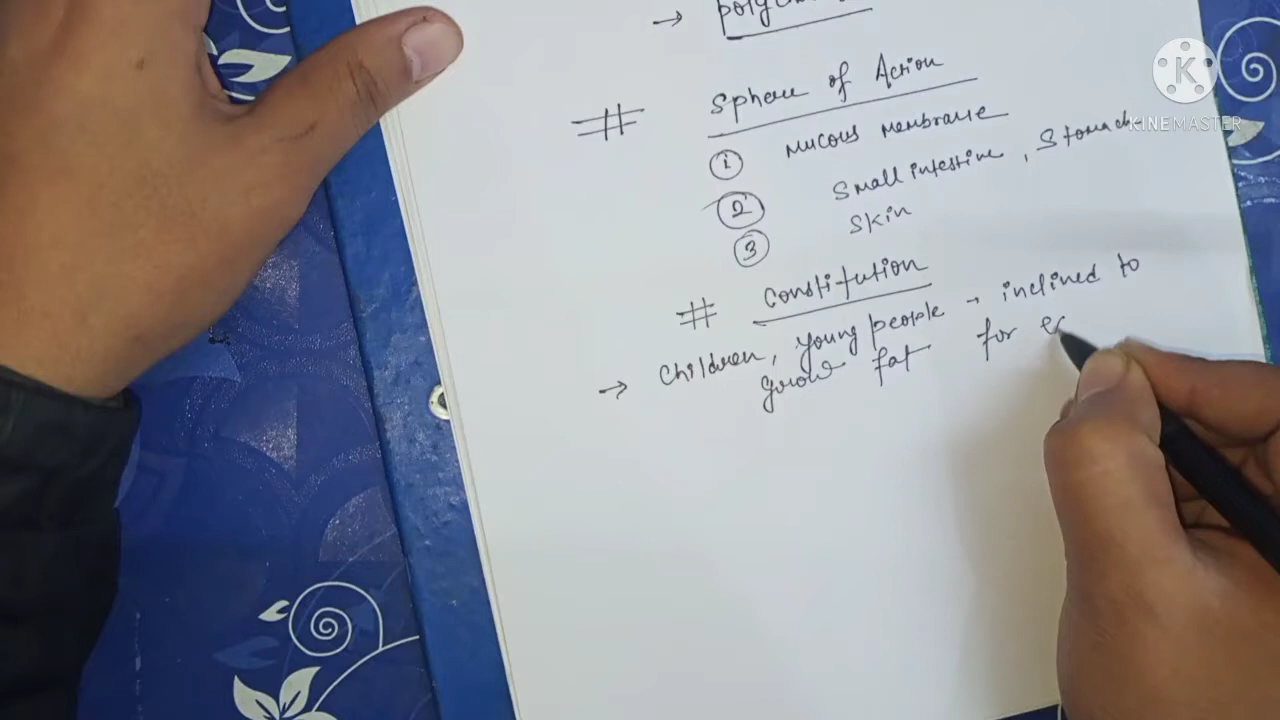 →
# Sphere of Action
① Mucous membrane
② Small intestine, Stomach
③ Skin
# Constitution
→ Children, young people - inclined to
grow fat for
K
KINEMASTER